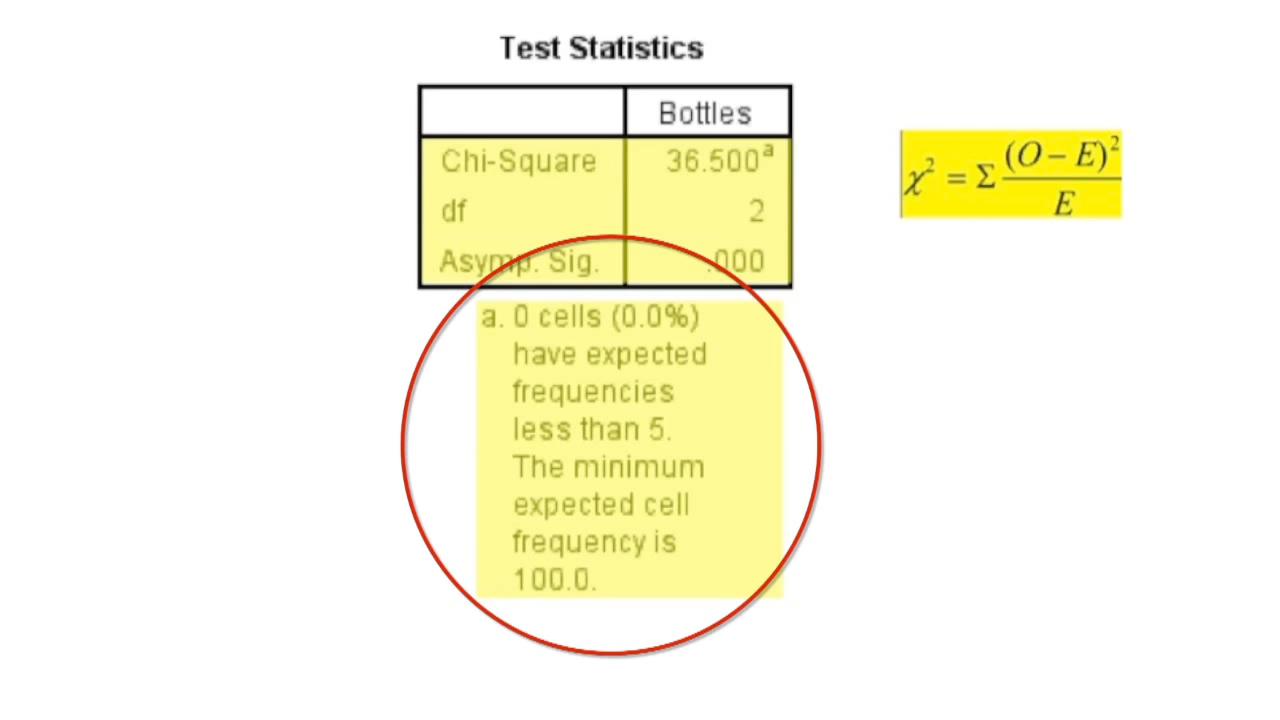 Test Statistics
Bottles
Chi-Square 36.500ᵃ
df 2
Asymp. Sig. .000
a. 0 cells (0.0%)
have expected
frequencies
less than 5.
The minimum
expected cell
frequency is
100.0.
χ² = Σ (O − E)² / E